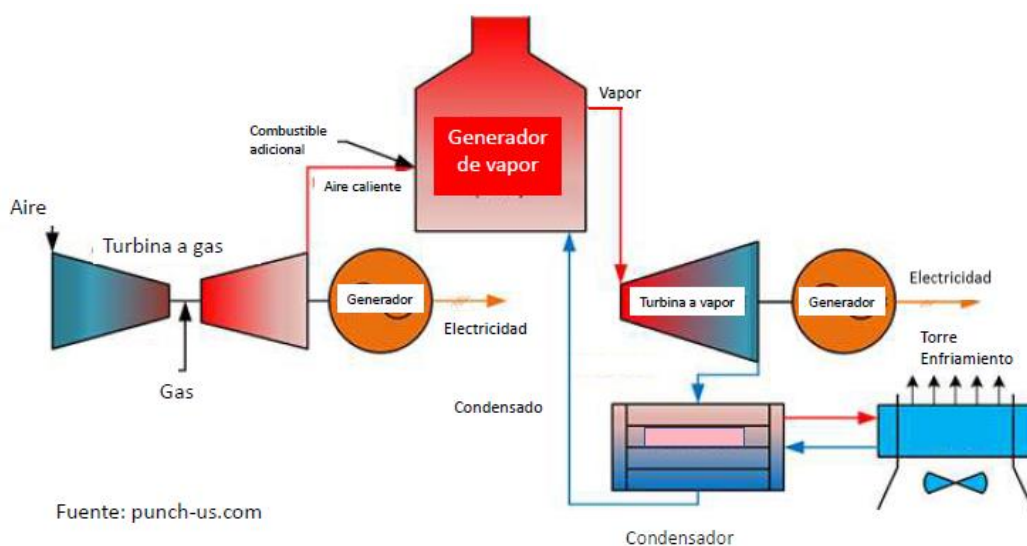 Vapor
Combustible
adicional
Generador
de vapor
Aire caliente
Aire
Turbina a gas
Generador
Electricidad
Gas
Turbina a vapor
Generador
Electricidad
Torre
Enfriamiento
Condensado
Fuente: punch-us.com
Condensador